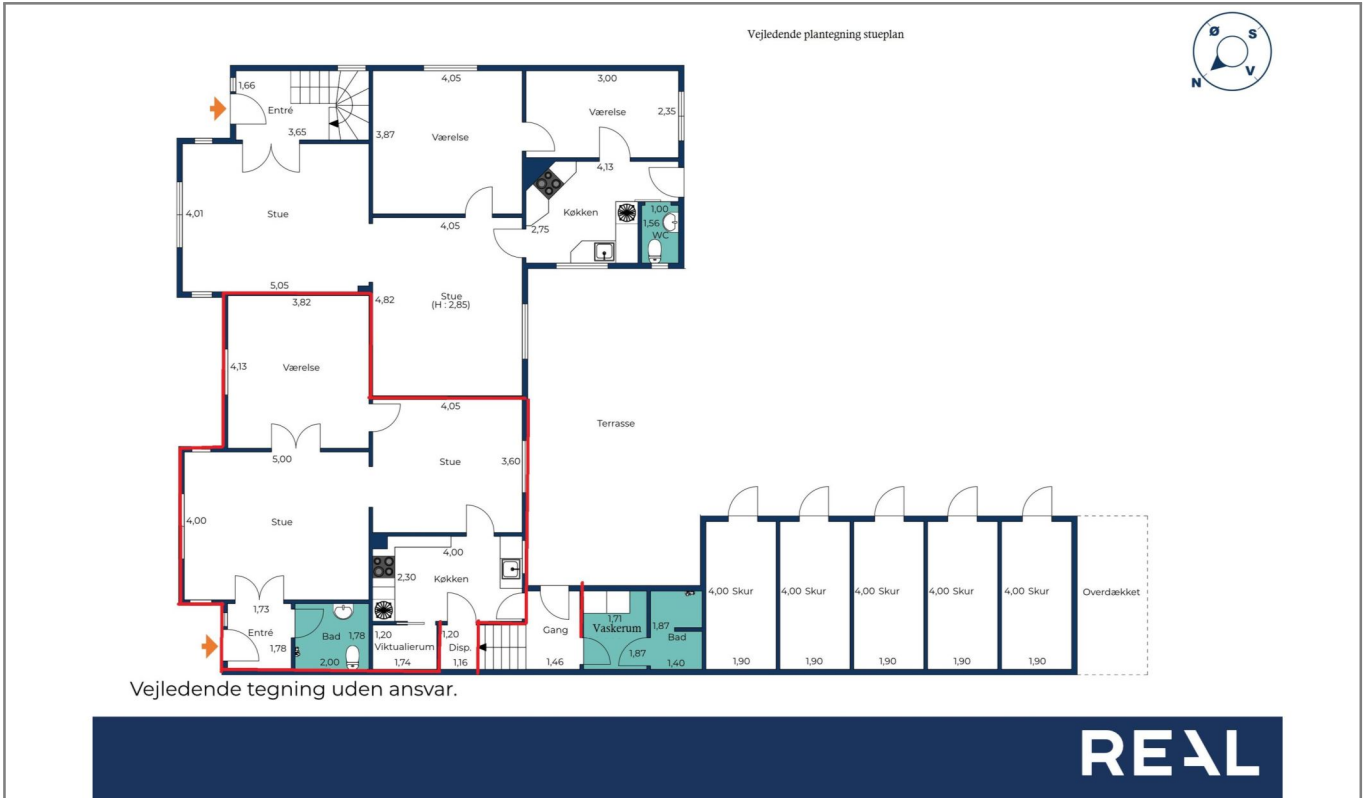 Vejledende plantegning stueplan
Ø
S
N
V
1,66
Entré
3,65
4,05
3,87
Værelse
3,00
Værelse
2,35
4,01
Stue
5,05
4,05
4,82
Stue
(H : 2,85)
4,13
Køkken
2,75
1,00
1,56
WC
3,82
4,13
Værelse
4,05
Stue
3,60
Terrasse
5,00
4,00
Stue
4,00
2,30
Køkken
1,73
Entré
1,78
Bad
1,78
2,00
1,20
Viktualierum
1,74
1,20
Disp.
1,16
Gang
1,46
1,71
Vaskerum
1,87
1,87
Bad
1,40
4,00 Skur
1,90
4,00 Skur
1,90
4,00 Skur
1,90
4,00 Skur
1,90
4,00 Skur
1,90
Overdækket
Vejledende tegning uden ansvar.
REAL